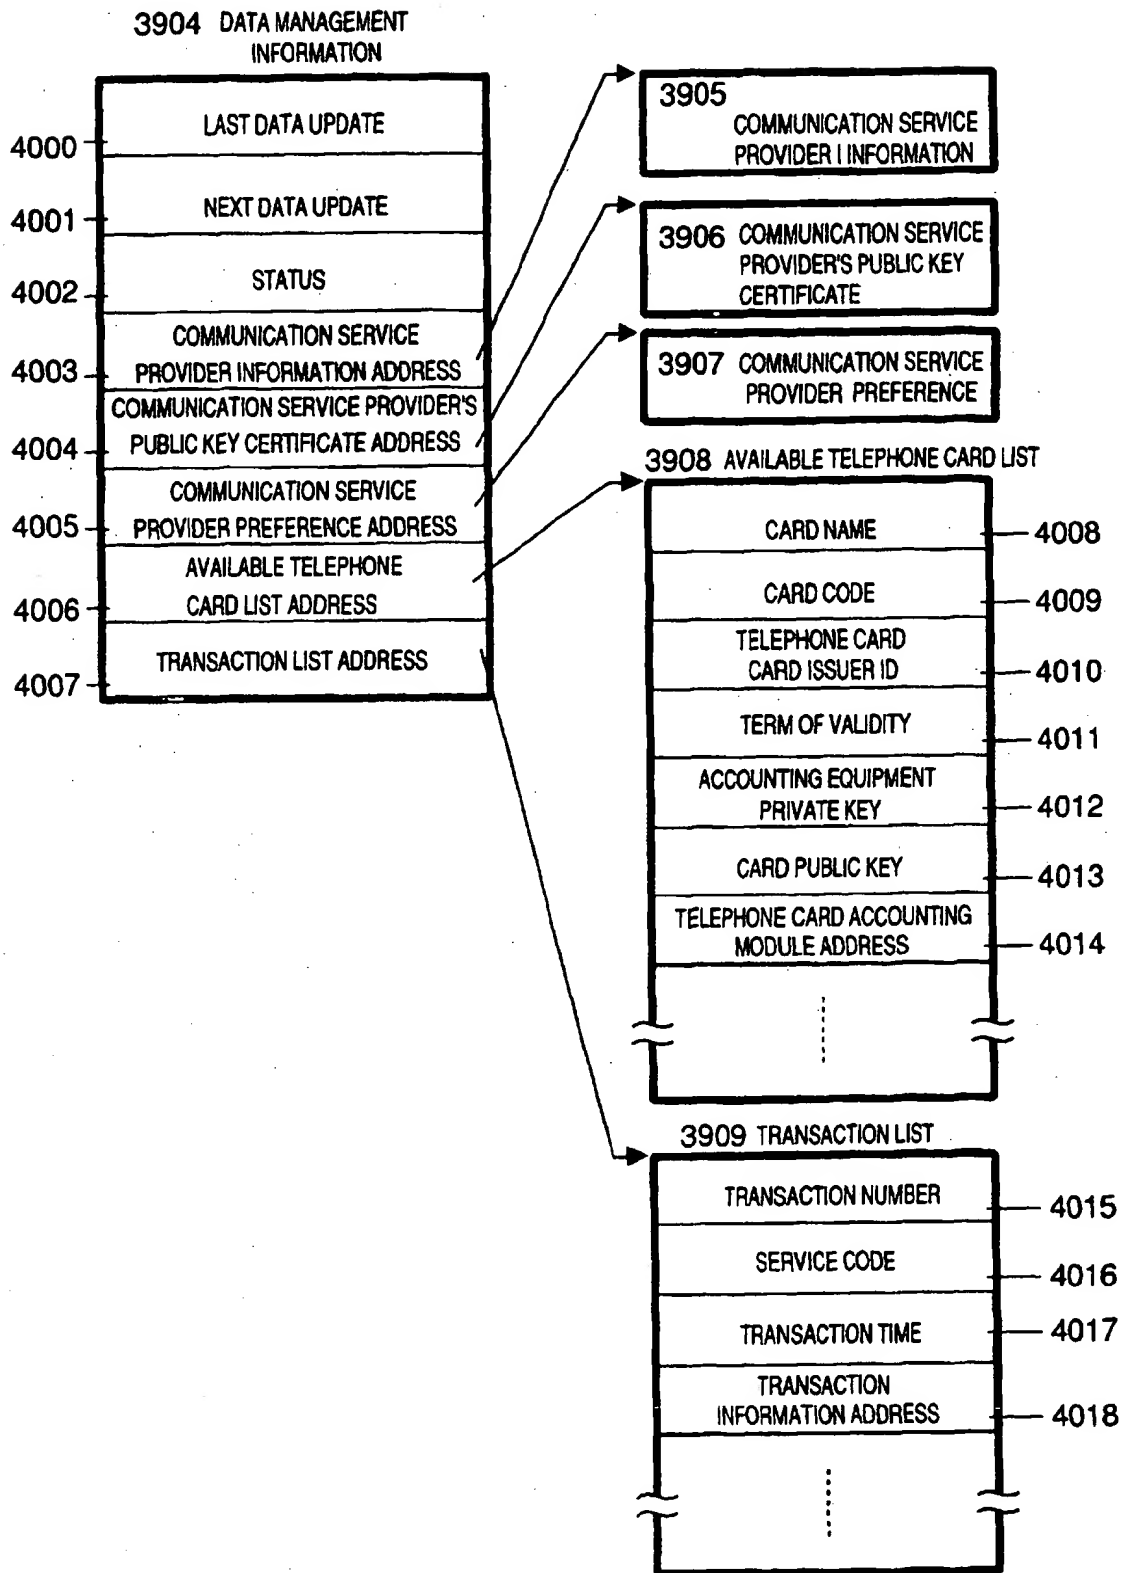 3904 DATA MANAGEMENT
INFORMATION
LAST DATA UPDATE
4000
NEXT DATA UPDATE
4001
STATUS
4002
COMMUNICATION SERVICE
PROVIDER INFORMATION ADDRESS
4003
COMMUNICATION SERVICE PROVIDER'S
PUBLIC KEY CERTIFICATE ADDRESS
4004
COMMUNICATION SERVICE
PROVIDER PREFERENCE ADDRESS
4005
AVAILABLE TELEPHONE
CARD LIST ADDRESS
4006
TRANSACTION LIST ADDRESS
4007
3905
COMMUNICATION SERVICE
PROVIDER I INFORMATION
3906 COMMUNICATION SERVICE
PROVIDER'S PUBLIC KEY
CERTIFICATE
3907 COMMUNICATION SERVICE
PROVIDER PREFERENCE
3908 AVAILABLE TELEPHONE CARD LIST
CARD NAME
4008
CARD CODE
4009
TELEPHONE CARD
CARD ISSUER ID
4010
TERM OF VALIDITY
4011
ACCOUNTING EQUIPMENT
PRIVATE KEY
4012
CARD PUBLIC KEY
4013
TELEPHONE CARD ACCOUNTING
MODULE ADDRESS
4014
3909 TRANSACTION LIST
TRANSACTION NUMBER
4015
SERVICE CODE
4016
TRANSACTION TIME
4017
TRANSACTION
INFORMATION ADDRESS
4018